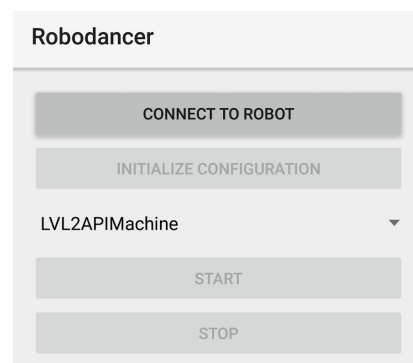 Robodancer
CONNECT TO ROBOT
INITIALIZE CONFIGURATION
LVL2APIMachine
START
STOP